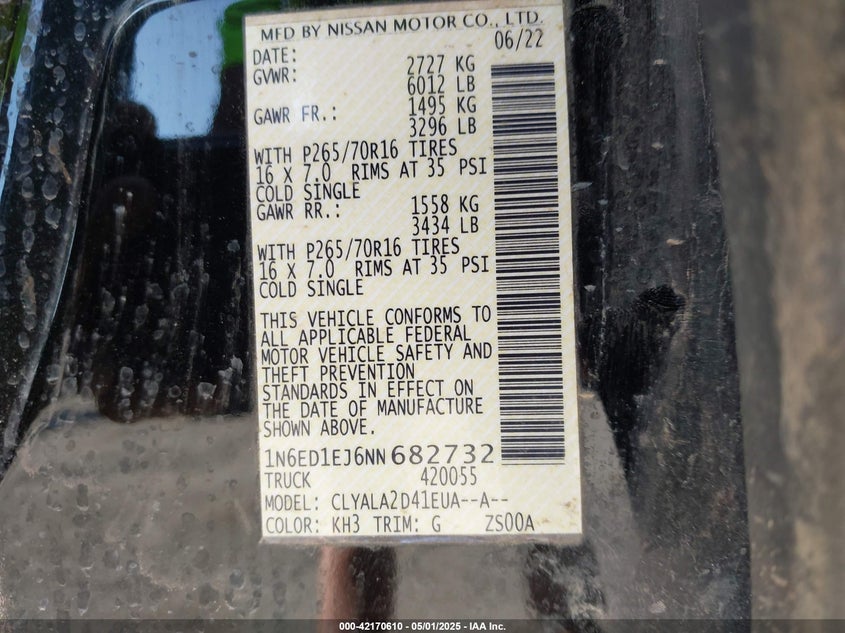 MFD BY NISSAN MOTOR CO., LTD.
DATE: 06/22
GVWR: 2727 KG
6012 LB
GAWR FR.: 1495 KG
3296 LB
WITH P265/70R16 TIRES
16 X 7.0 RIMS AT 35 PSI
COLD SINGLE
GAWR RR.: 1558 KG
3434 LB
WITH P265/70R16 TIRES
16 X 7.0 RIMS AT 35 PSI
COLD SINGLE
THIS VEHICLE CONFORMS TO
ALL APPLICABLE FEDERAL
MOTOR VEHICLE SAFETY AND
THEFT PREVENTION
STANDARDS IN EFFECT ON
THE DATE OF MANUFACTURE
SHOWN ABOVE.
1N6ED1EJ6NN682732
TRUCK 420055
MODEL: CLYALA2D41EUA--A--
COLOR: KH3 TRIM: G ZS00A
000-42170610 - 05/01/2025 - IAA Inc.